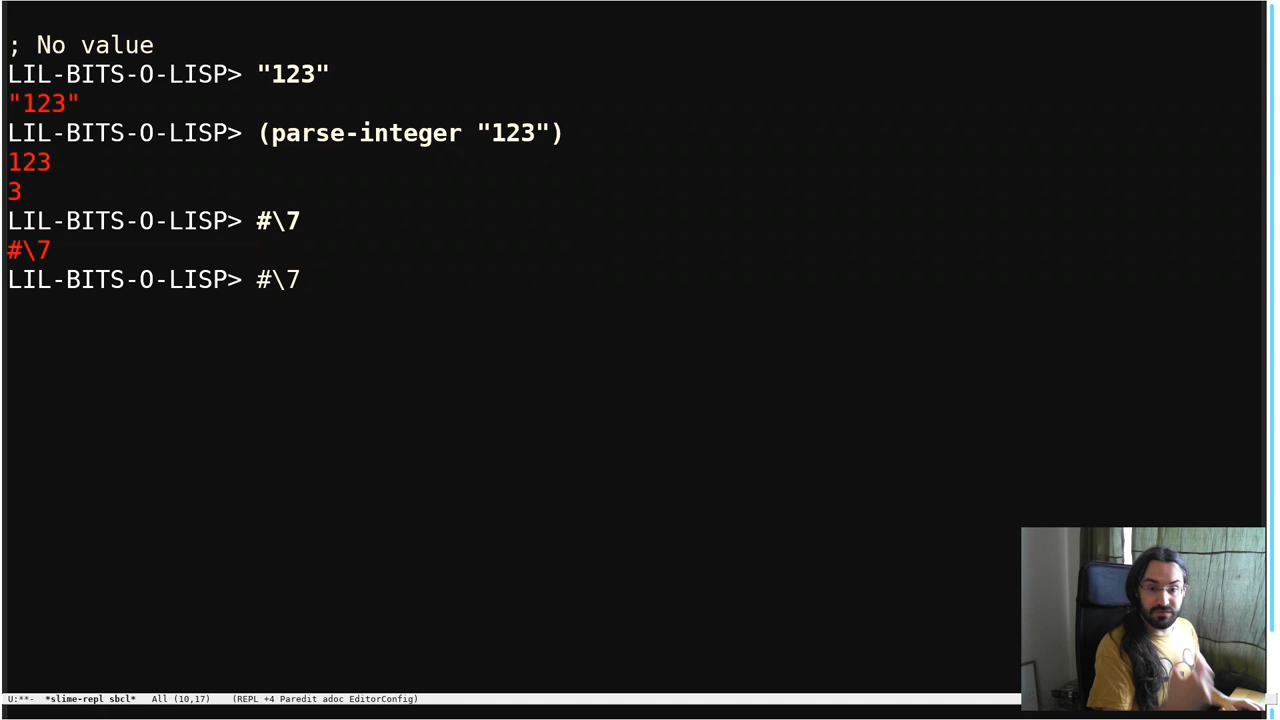 ; No value
LIL-BITS-O-LISP> "123"
"123"
LIL-BITS-O-LISP> (parse-integer "123")
123
3
LIL-BITS-O-LISP> #\7
#\7
LIL-BITS-O-LISP> #\7
U:**-  *slime-repl sbcl*   All (10,17)    (REPL +4 Paredit adoc EditorConfig)